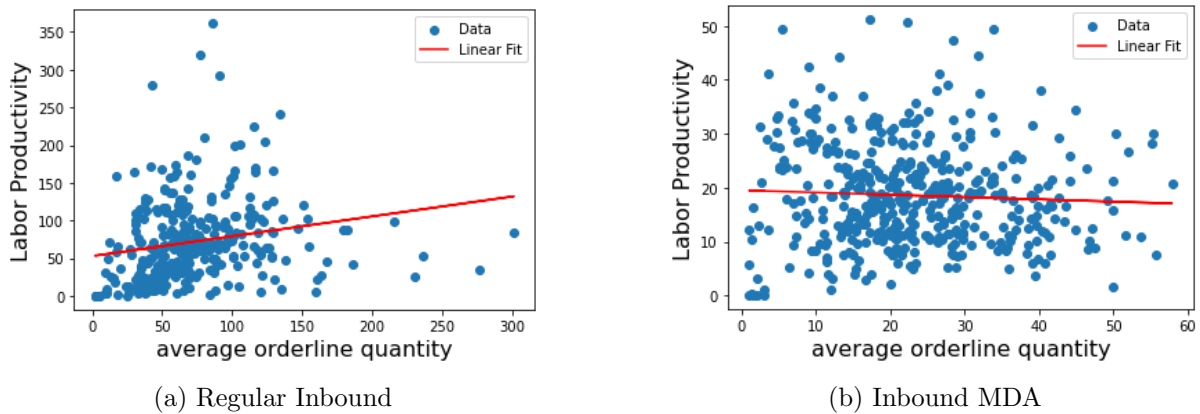 350
300
250
200
150
100
50
0
Labor Productivity
Data
Linear Fit
0 50 100 150 200 250 300
average orderline quantity
(a) Regular Inbound
50
40
30
20
10
0
Labor Productivity
Data
Linear Fit
0 10 20 30 40 50 60
average orderline quantity
(b) Inbound MDA